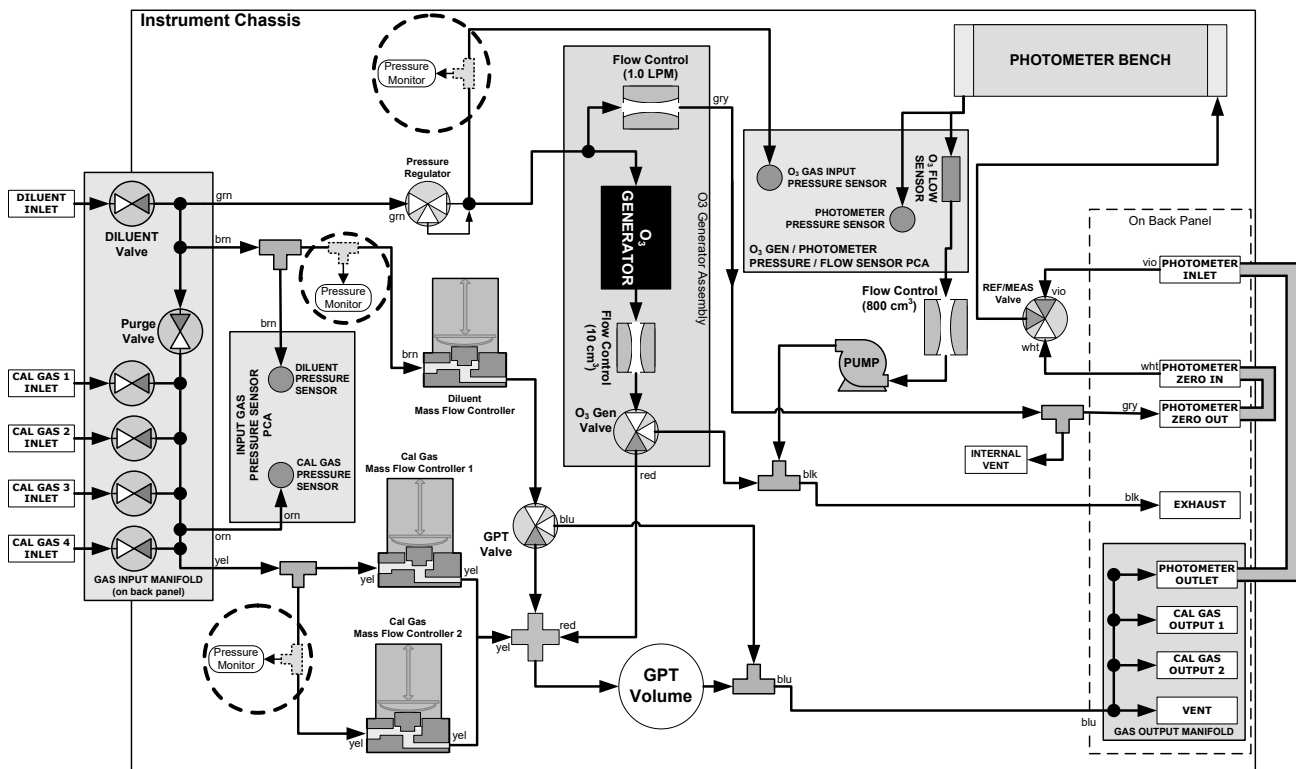 Instrument Chassis
Pressure
Monitor
Flow Control
(1.0 LPM)
gry
PHOTOMETER BENCH
Pressure
Regulator
O₃ GAS INPUT
PRESSURE SENSOR
O₃ FLOW
SENSOR
PHOTOMETER
PRESSURE SENSOR
O₃ GEN / PHOTOMETER
PRESSURE / FLOW SENSOR PCA
DILUENT
INLET
grn
grn
DILUENT
Valve
brn
Pressure
Monitor
O₃
GENERATOR
O3 Generator Assembly
On Back Panel
vio
PHOTOMETER
INLET
REF/MEAS
Valve
vio
wht
Flow Control
(800 cm³)
Purge
Valve
brn
brn
Flow Control
(10 cm³)
PUMP
wht
PHOTOMETER
ZERO IN
CAL GAS 1
INLET
DILUENT
PRESSURE
SENSOR
INPUT GAS
PRESSURE SENSOR
PCA
Diluent
Mass Flow Controller
O₃ Gen
Valve
gry
PHOTOMETER
ZERO OUT
CAL GAS 2
INLET
CAL GAS
PRESSURE
SENSOR
Cal Gas
Mass Flow Controller 1
INTERNAL
VENT
CAL GAS 3
INLET
red
blk
blk
EXHAUST
orn
orn
CAL GAS 4
INLET
GPT
Valve
blu
yel
yel
yel
GAS INPUT MANIFOLD
(on back panel)
PHOTOMETER
OUTLET
CAL GAS
OUTPUT 1
Cal Gas
Mass Flow Controller 2
red
yel
Pressure
Monitor
CAL GAS
OUTPUT 2
GPT
Volume
blu
VENT
blu
yel
yel
GAS OUTPUT MANIFOLD